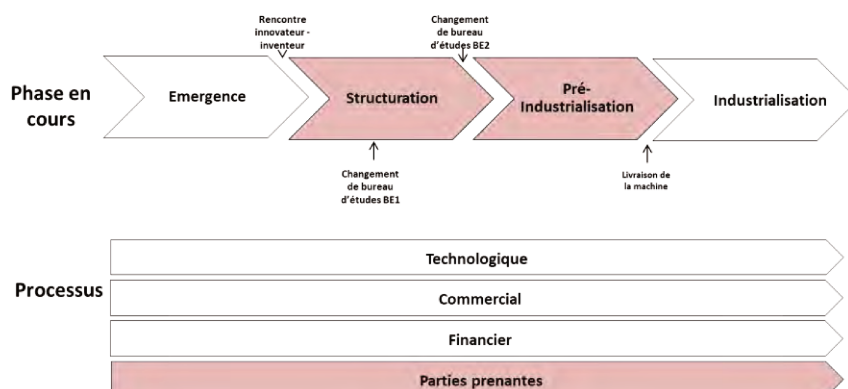 Rencontre
innovateur -
inventeur
Changement de
bureau
d'études BE2
Phase en
cours
Emergence
Structuration
Pré-
Industrialisation
Industrialisation
Changement
de bureau
d'études BE1
Livraison de
la machine
Processus
Technologique
Commercial
Financier
Parties prenantes